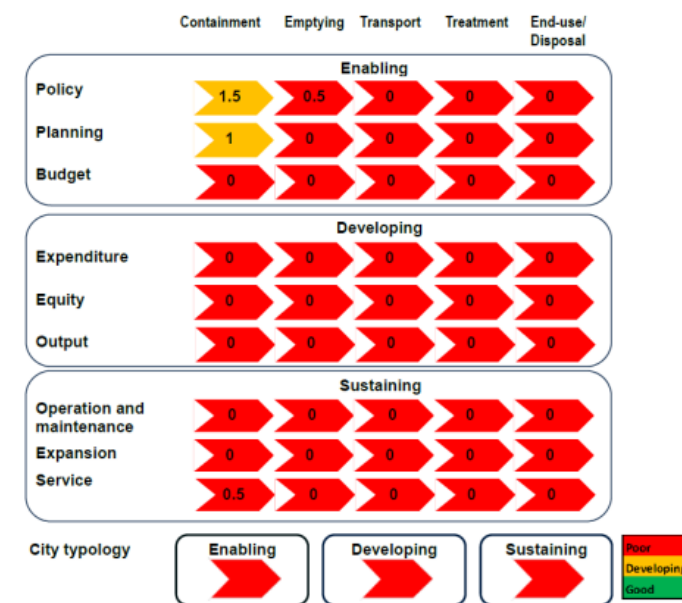 Containment Emptying Transport Treatment End-use/
Disposal
Enabling
Policy 1.5 0.5 0 0 0
Planning 1 0 0 0 0
Budget 0 0 0 0 0
Developing
Expenditure 0 0 0 0 0
Equity 0 0 0 0 0
Output 0 0 0 0 0
Sustaining
Operation and
maintenance 0 0 0 0 0
Expansion 0 0 0 0 0
Service 0.5 0 0 0 0
City typology Enabling Developing Sustaining
Poor
Developing
Good